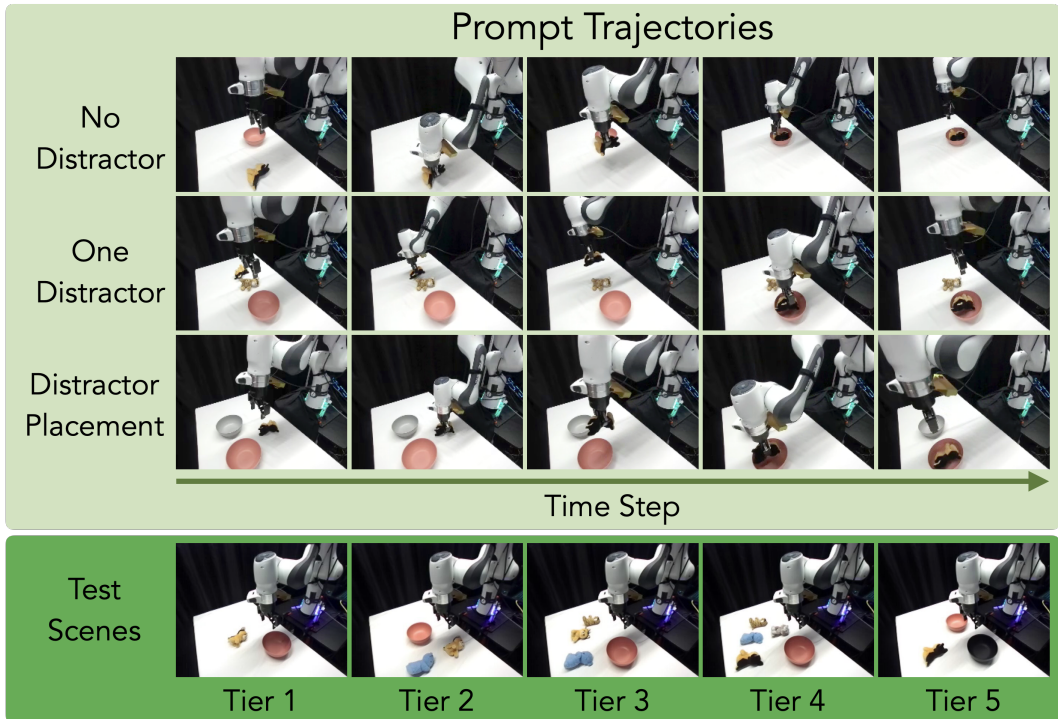 Prompt Trajectories
No
Distractor
One
Distractor
Distractor
Placement
Time Step
Test
Scenes
Tier 1
Tier 2
Tier 3
Tier 4
Tier 5